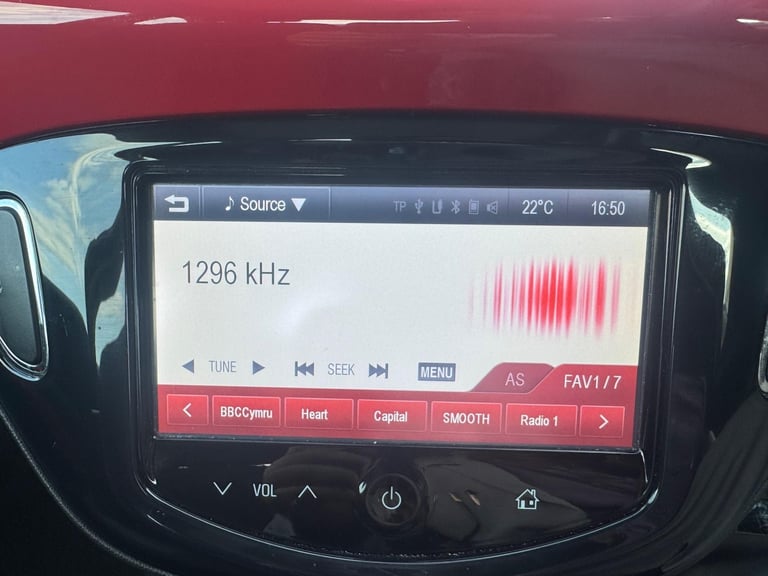 Source TP 22°C 16:50
1296 kHz
TUNE SEEK MENU AS FAV1/7
BBCCymru Heart Capital SMOOTH Radio 1
VOL